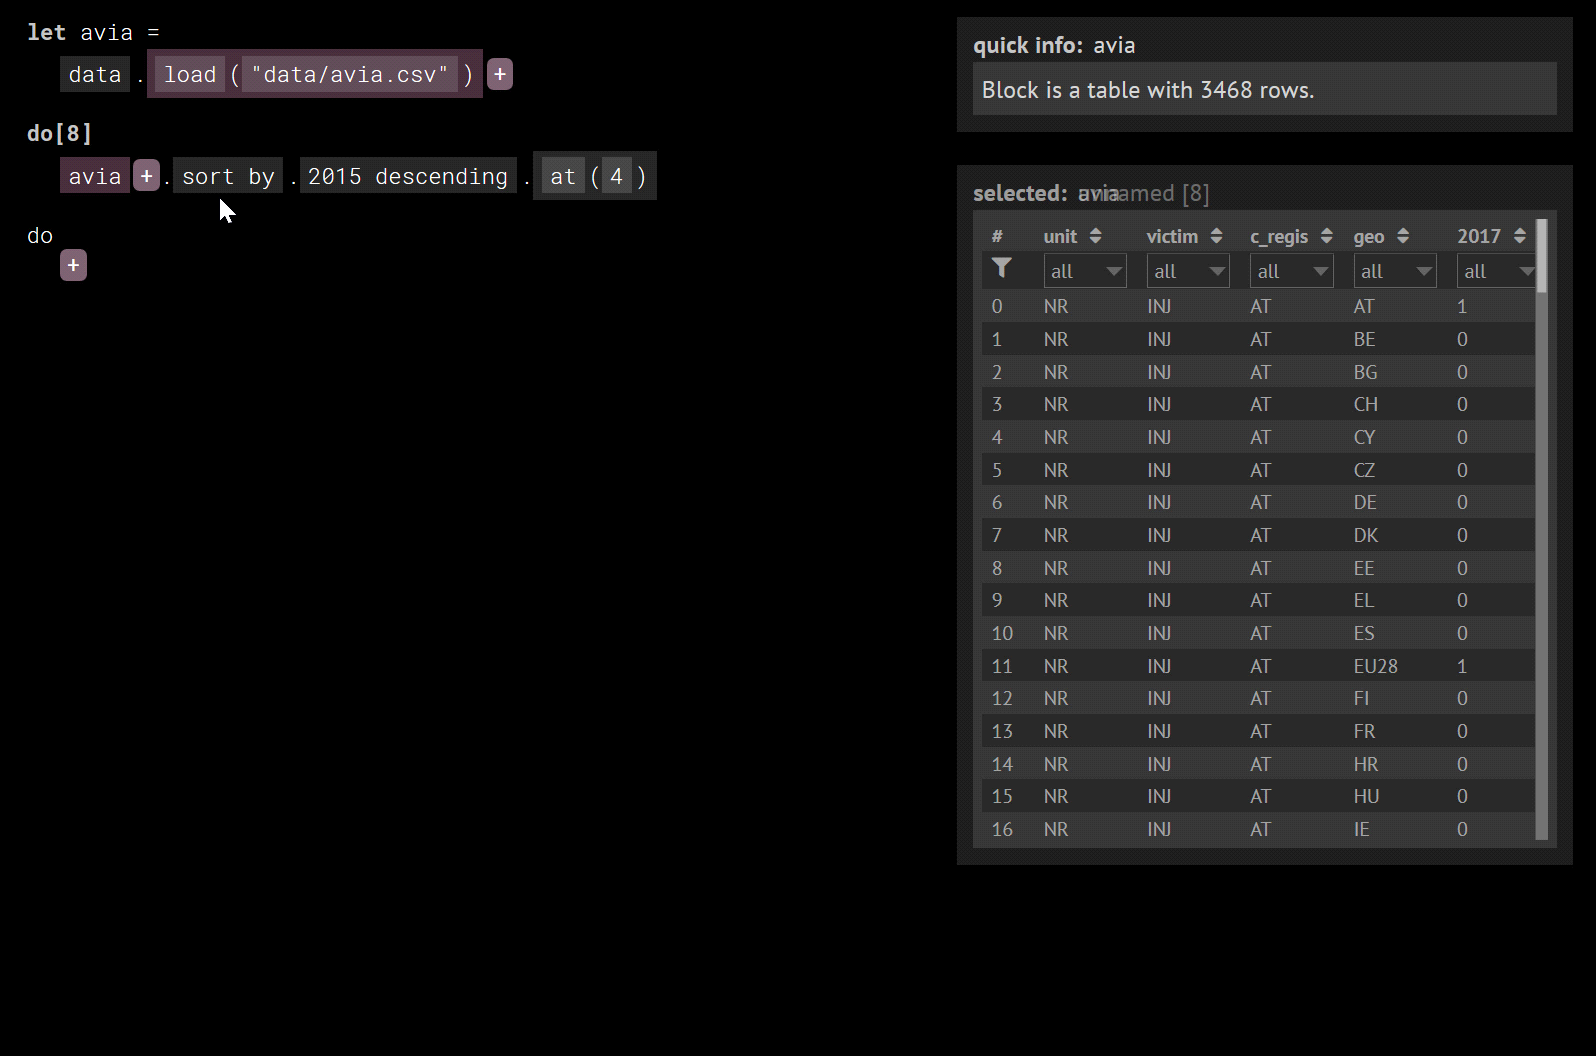 let avia =
data . load ( "data/avia.csv" ) +
do[8]
avia + . sort by . 2015 descending . at ( 4 )
do
+
quick info: avia
Block is a table with 3468 rows.
selected: unnamed [8]
# unit victim c_regis geo 2017
all all all all all
0 NR INJ AT AT 1
1 NR INJ AT BE 0
2 NR INJ AT BG 0
3 NR INJ AT CH 0
4 NR INJ AT CY 0
5 NR INJ AT CZ 0
6 NR INJ AT DE 0
7 NR INJ AT DK 0
8 NR INJ AT EE 0
9 NR INJ AT EL 0
10 NR INJ AT ES 0
11 NR INJ AT EU28 1
12 NR INJ AT FI 0
13 NR INJ AT FR 0
14 NR INJ AT HR 0
15 NR INJ AT HU 0
16 NR INJ AT IE 0